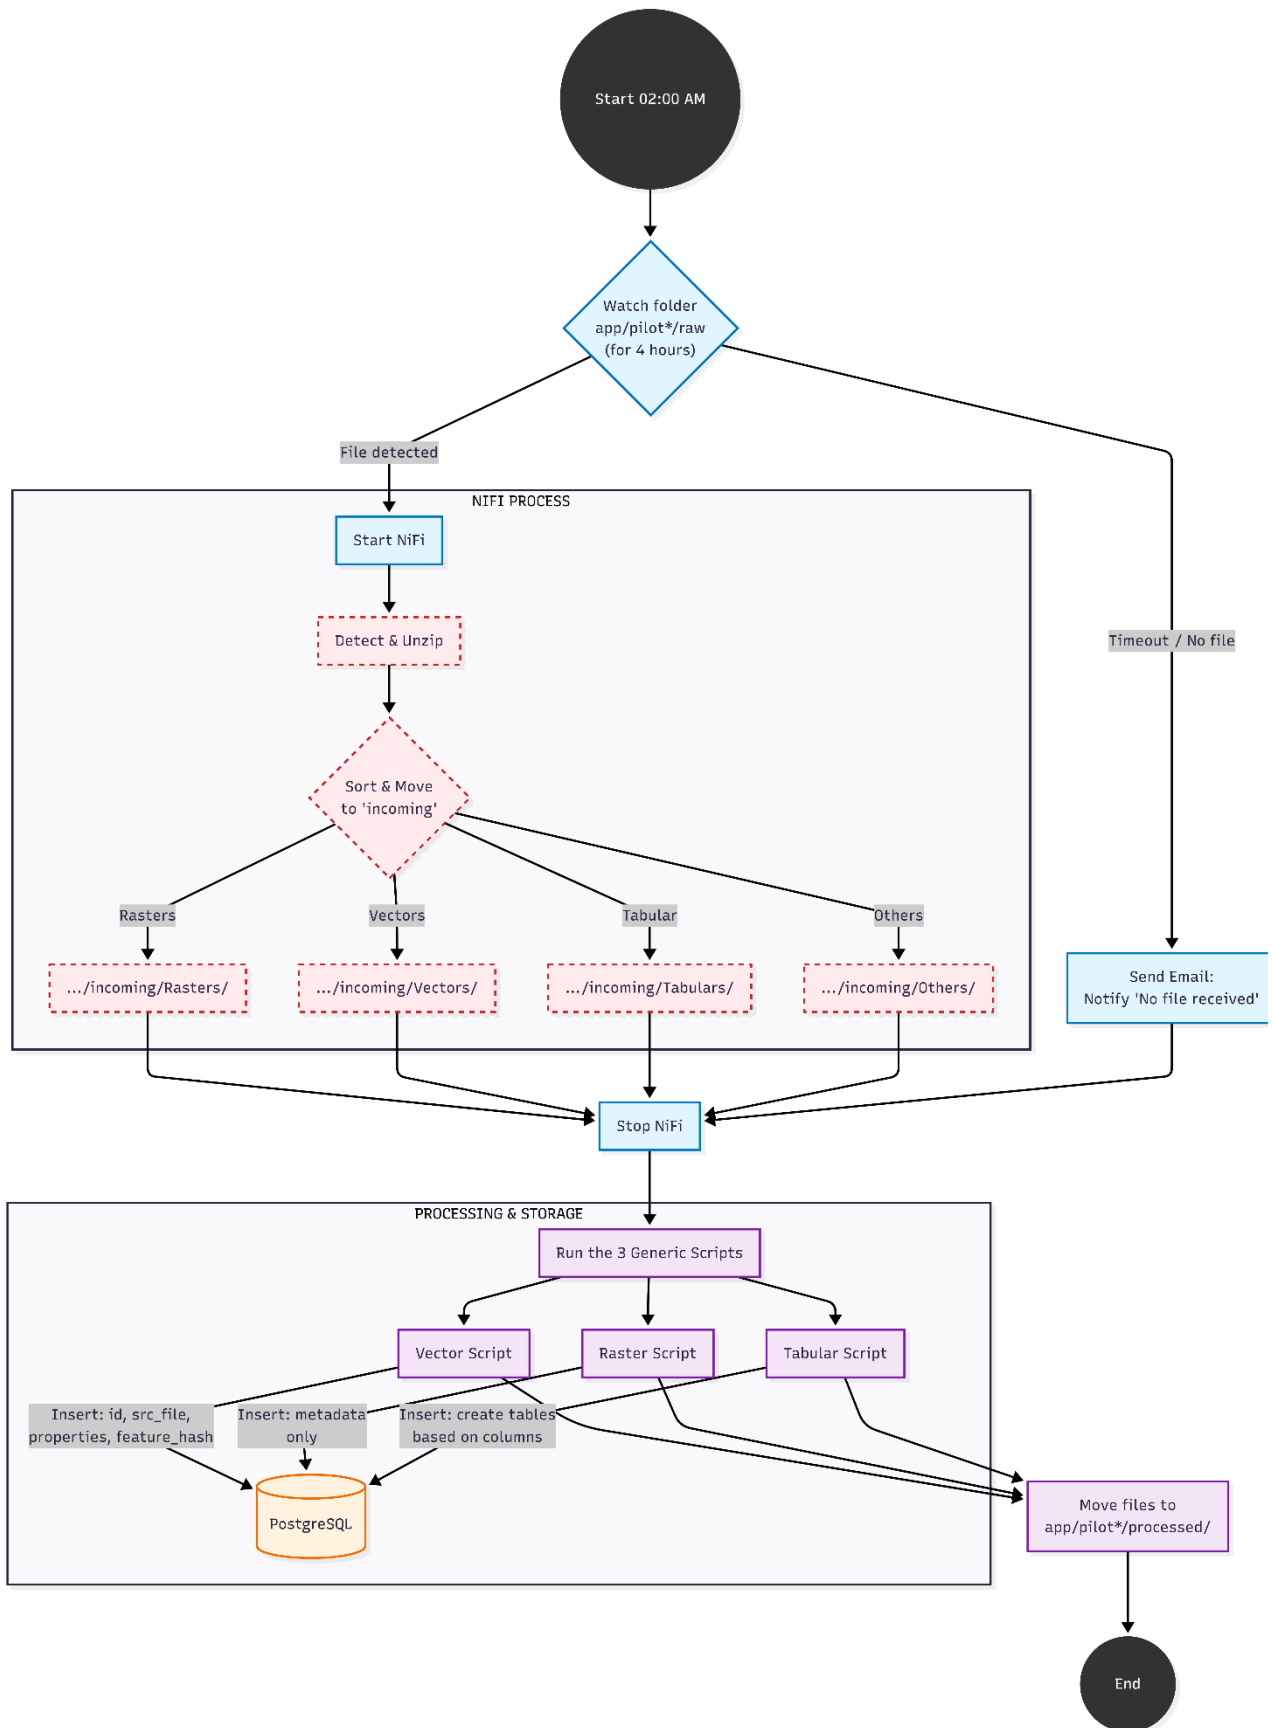 Start 02:00 AM
Watch folder
app/pilot*/raw
(for 4 hours)
File detected
NIFI PROCESS
Start NiFi
Detect & Unzip
Timeout / No file
Sort & Move
to 'incoming'
Rasters
Vectors
Tabular
Others
.../incoming/Rasters/
.../incoming/Vectors/
.../incoming/Tabulars/
.../incoming/Others/
Send Email:
Notify 'No file received'
Stop NiFi
PROCESSING & STORAGE
Run the 3 Generic Scripts
Vector Script
Raster Script
Tabular Script
Insert: id, src_file,
properties, feature_hash
Insert: metadata
only
Insert: create tables
based on columns
PostgreSQL
Move files to
app/pilot*/processed/
End